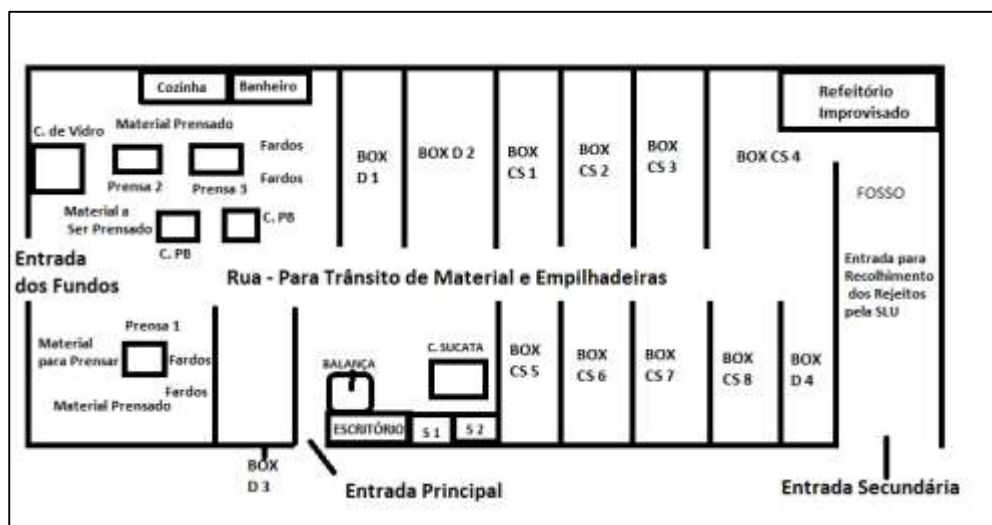 Cozinha
Banheiro
Refeitório
Improvisado
C. de Vidro
Material Prensado
Fardos
BOX
D 1
BOX D 2
BOX
CS 1
BOX
CS 2
BOX
CS 3
BOX CS 4
Prensa 2
Prensa 3
Fardos
FOSSO
Material a
Ser Prensado
C. PB
C. PB
Entrada
dos Fundos
Rua - Para Trânsito de Material e Empilhadeiras
Entrada para
Recolhimento
dos Rejeitos
pela SLU
Prensa 1
Material
para Prensar
Fardos
Fardos
Material Prensado
BALANÇA
C. SUCATA
BOX
CS 5
BOX
CS 6
BOX
CS 7
BOX
CS 8
BOX
D 4
ESCRITÓRIO
S 1
S 2
BOX
D 3
Entrada Principal
Entrada Secundária